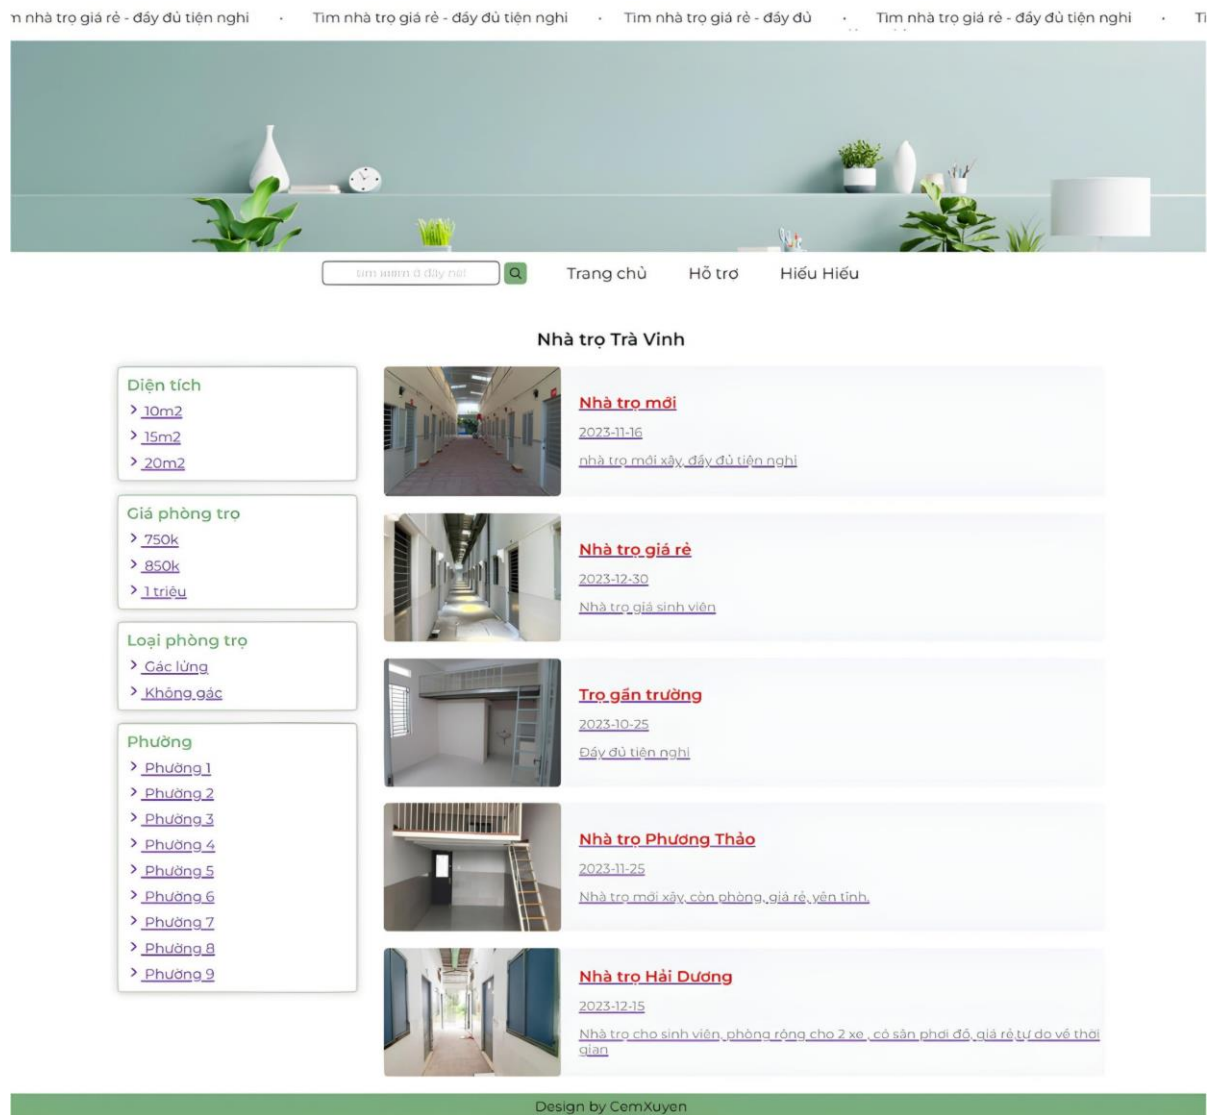 m nhà trọ giá rẻ - đầy đủ tiện nghi · Tìm nhà trọ giá rẻ - đầy đủ tiện nghi · Tìm nhà trọ giá rẻ - đầy đủ · Tìm nhà trọ giá rẻ - đầy đủ tiện nghi · Tì
Trang chủ Hỗ trợ Hiếu Hiếu
Nhà trọ Trà Vinh
Diện tích
10m2
15m2
20m2
Giá phòng trọ
750k
850k
1 triệu
Loại phòng trọ
Gác lửng
Không gác
Phường
Phường 1
Phường 2
Phường 3
Phường 4
Phường 5
Phường 6
Phường 7
Phường 8
Phường 9
Nhà trọ mới
2023-11-16
nhà trọ mới xây, đầy đủ tiện nghi
Nhà trọ giá rẻ
2023-12-30
Nhà trọ giá sinh viên
Trọ gần trường
2023-10-25
Đầy đủ tiện nghi
Nhà trọ Phương Thảo
2023-11-25
Nhà trọ mới xây, còn phòng, giá rẻ, yên tĩnh.
Nhà trọ Hải Dương
2023-12-15
Nhà trọ cho sinh viên, phòng rộng cho 2 xe , có sân phơi đồ, giá rẻ,tự do về thời
gian
Design by CemXuyen